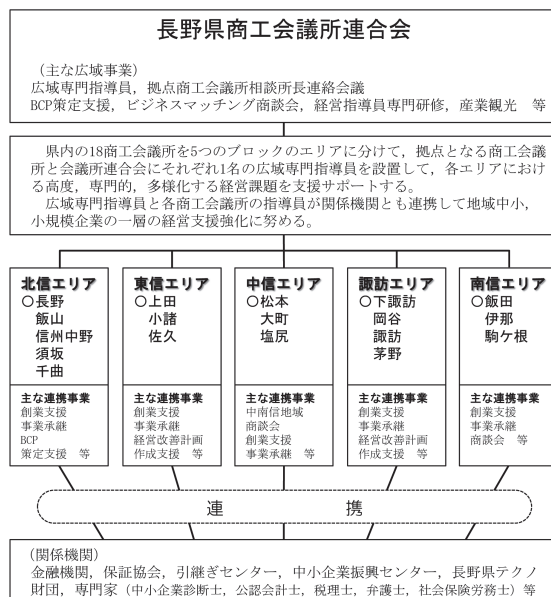 長野県商工会議所連合会
（主な広域事業）
広域専門指導員，拠点商工会議所相談所長連絡会議
BCP策定支援，ビジネスマッチング商談会，経営指導員専門研修，産業観光　等
県内の18商工会議所を5つのブロックのエリアに分けて，拠点となる商工会議
所と会議所連合会にそれぞれ1名の広域専門指導員を設置して，各エリアにおけ
る高度，専門的，多様化する経営課題を支援サポートする。
広域専門指導員と各商工会議所の指導員が関係機関とも連携して地域中小，
小規模企業の一層の経営支援強化に努める。
北信エリア
○長野
飯山
信州中野
須坂
千曲
主な連携事業
創業支援
事業承継
BCP
策定支援　等
東信エリア
○上田
小諸
佐久
主な連携事業
創業支援
事業承継
経営改善計画
作成支援　等
中信エリア
○松本
大町
塩尻
主な連携事業
中南信地域
商談会
創業支援
事業承継　等
諏訪エリア
○下諏訪
岡谷
諏訪
茅野
主な連携事業
創業支援
事業承継
経営改善計画
作成支援　等
南信エリア
○飯田
伊那
駒ケ根
主な連携事業
創業支援
事業承継
商談会　等
連　携
（関係機関）
金融機関，保証協会，引継ぎセンター，中小企業振興センター，長野県テクノ
財団，専門家（中小企業診断士，公認会計士，税理士，弁護士，社会保険労務士）等